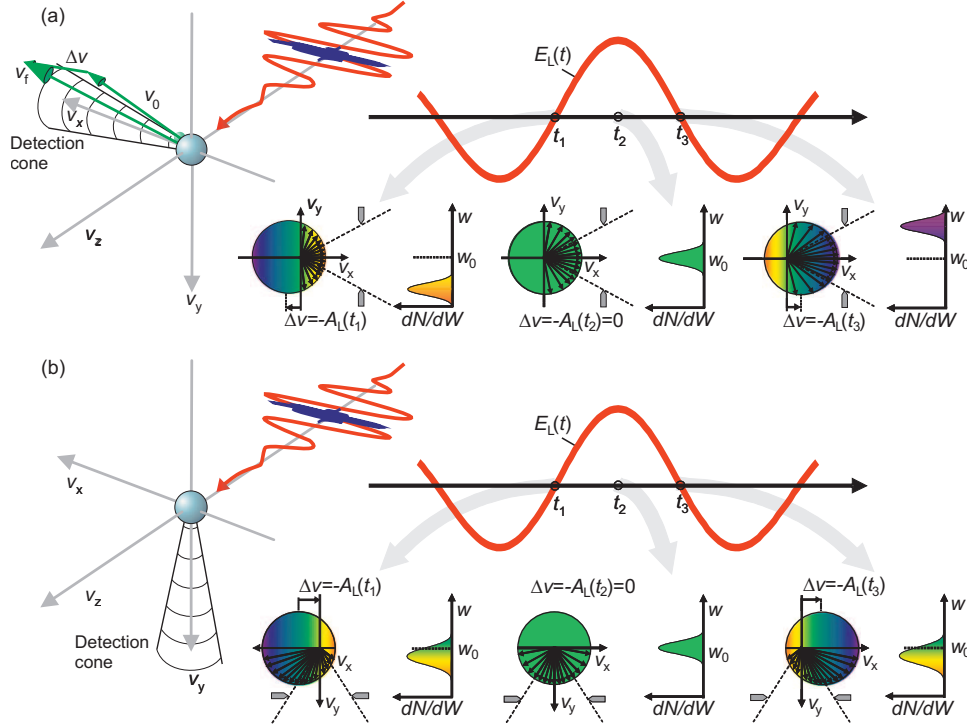 (a)
Δv
v_f
v_0
v_x
Detection
cone
v_z
v_y
E_L(t)
t_1
t_2
t_3
v_y
v_x
w
w_0
Δv=-A_L(t_1)
dN/dW
v_y
v_x
w
w_0
Δv=-A_L(t_2)=0
dN/dW
v_y
v_x
w
w_0
Δv=-A_L(t_3)
dN/dW
(b)
v_x
v_z
Detection
cone
v_y
E_L(t)
t_1
t_2
t_3
Δv=-A_L(t_1)
v_x
v_y
w
w_0
dN/dW
Δv=-A_L(t_2)=0
v_x
v_y
w
w_0
dN/dW
Δv=-A_L(t_3)
v_x
v_y
w
w_0
dN/dW